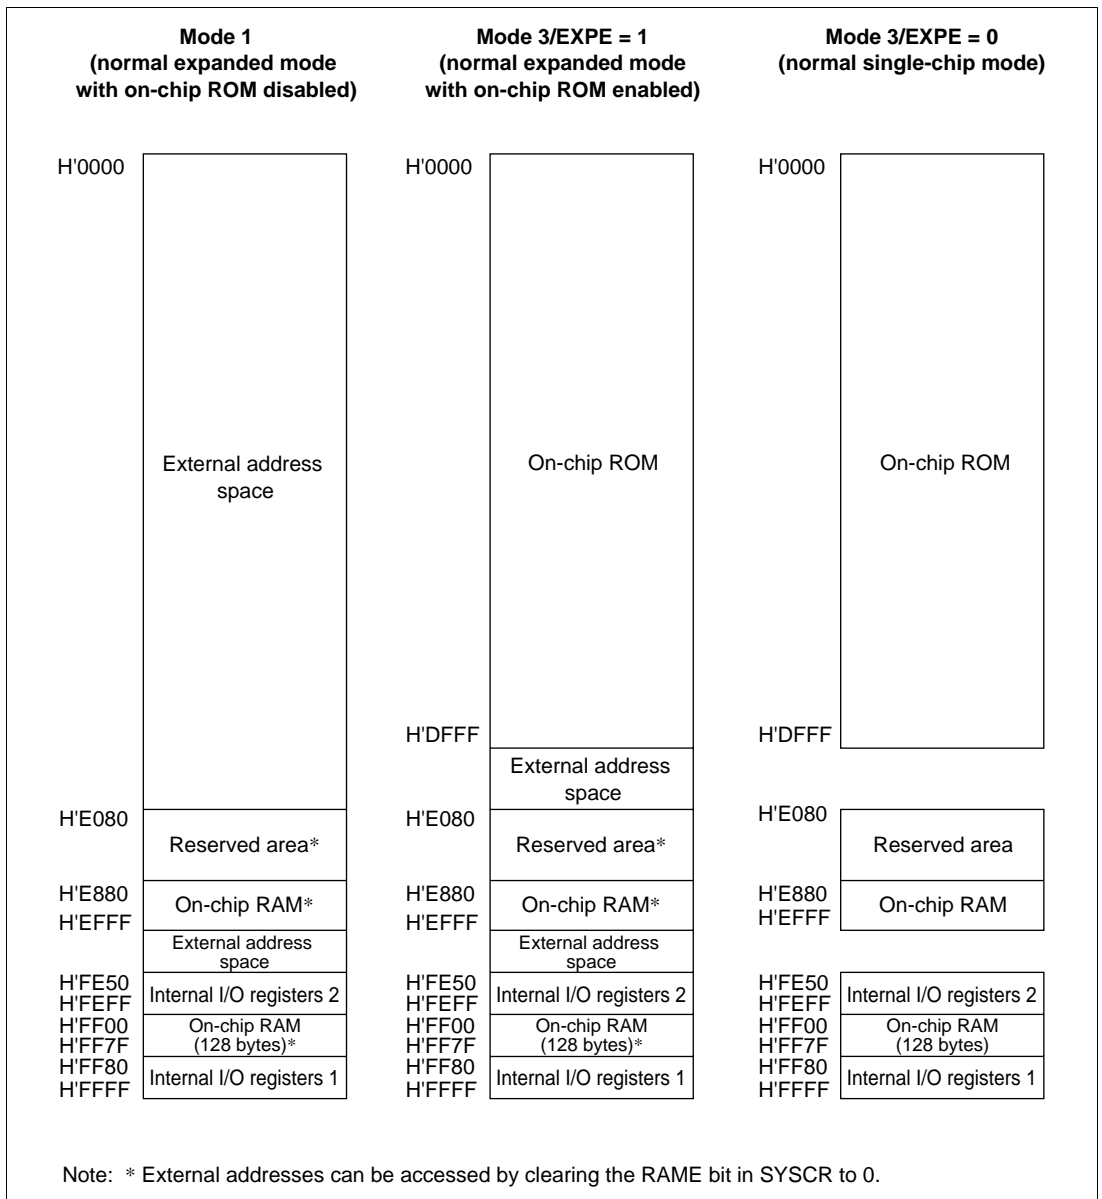 Mode 1
(normal expanded mode
with on-chip ROM disabled)
Mode 3/EXPE = 1
(normal expanded mode
with on-chip ROM enabled)
Mode 3/EXPE = 0
(normal single-chip mode)
H'0000
External address
space
H'E080
Reserved area*
H'E880
On-chip RAM*
H'EFFF
External address
space
H'FE50
Internal I/O registers 2
H'FEFF
H'FF00
On-chip RAM
(128 bytes)*
H'FF7F
H'FF80
Internal I/O registers 1
H'FFFF
H'0000
On-chip ROM
H'DFFF
External address
space
H'E080
Reserved area*
H'E880
On-chip RAM*
H'EFFF
External address
space
H'FE50
Internal I/O registers 2
H'FEFF
H'FF00
On-chip RAM
(128 bytes)*
H'FF7F
H'FF80
Internal I/O registers 1
H'FFFF
H'0000
On-chip ROM
H'DFFF
H'E080
Reserved area
H'E880
On-chip RAM
H'EFFF
H'FE50
Internal I/O registers 2
H'FEFF
H'FF00
On-chip RAM
(128 bytes)
H'FF7F
H'FF80
Internal I/O registers 1
H'FFFF
Note: * External addresses can be accessed by clearing the RAME bit in SYSCR to 0.